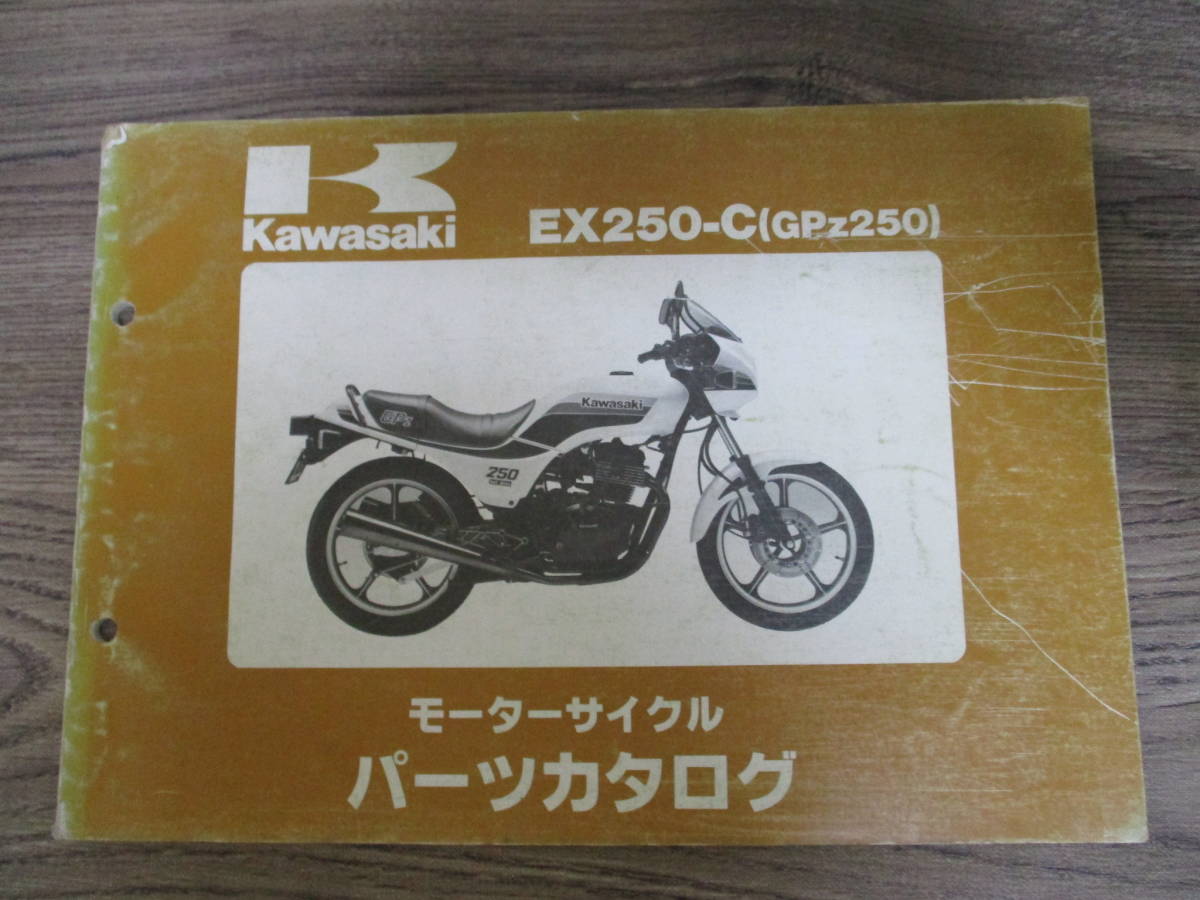 Kawasaki
EX250-C(GPz250)
Kawasaki
GPz
250
モーターサイクル
パーツカタログ